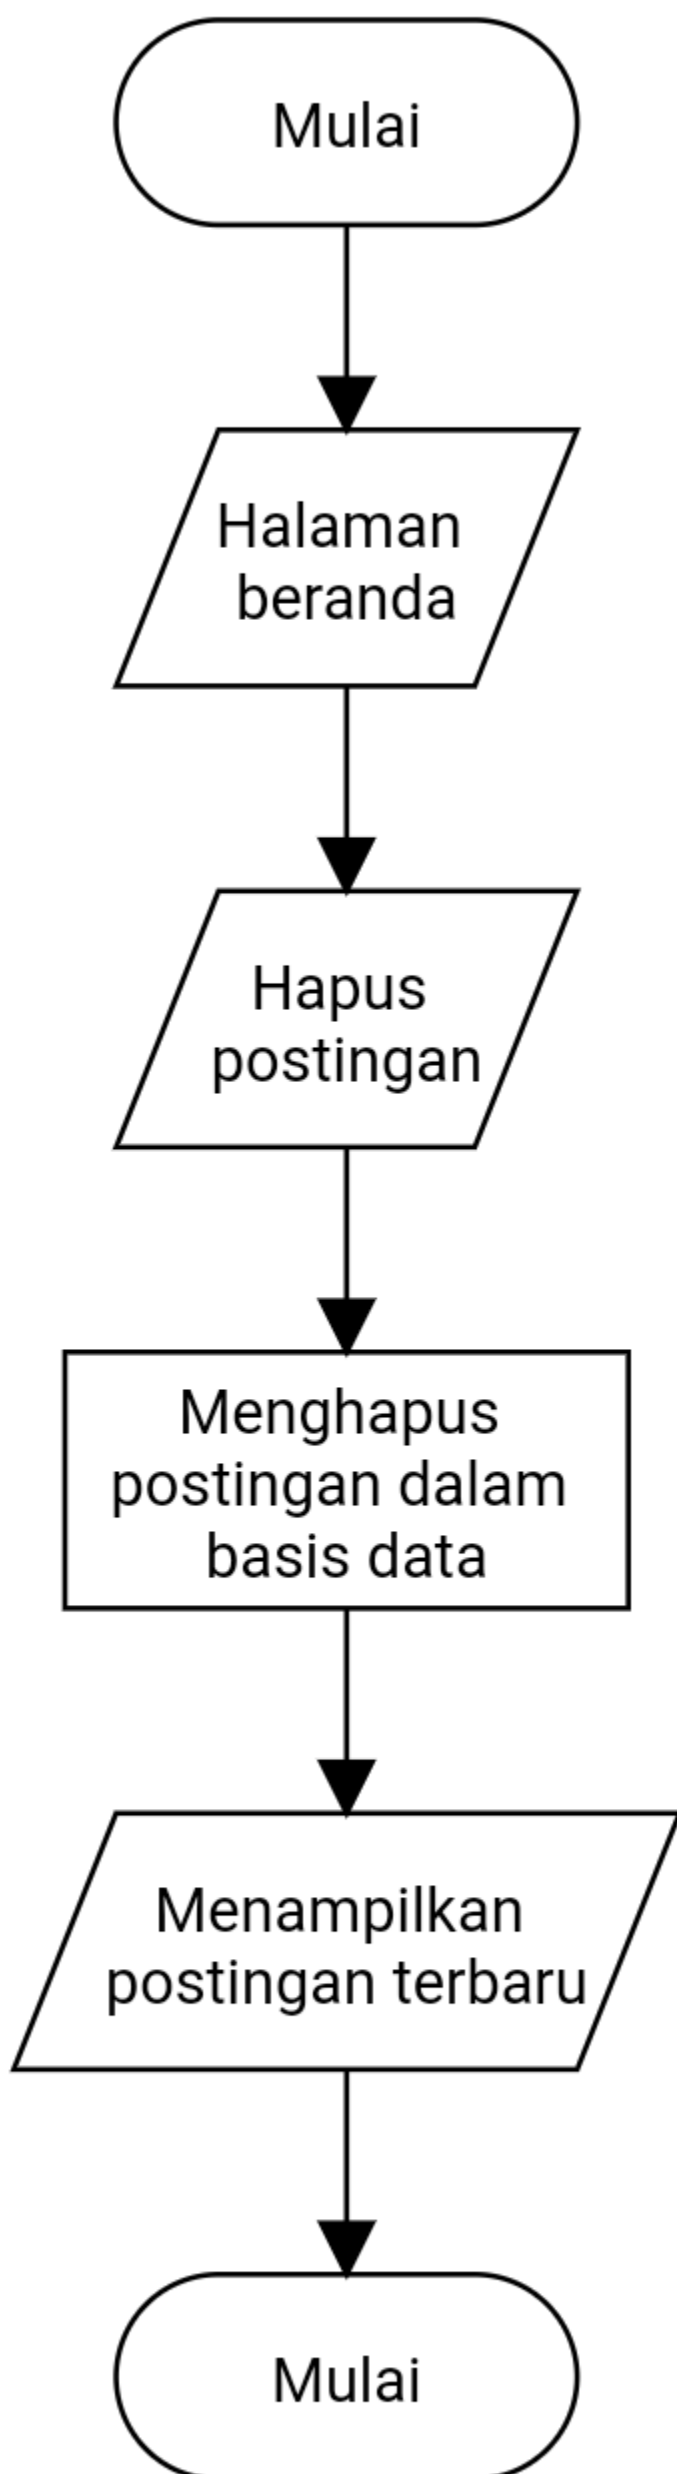 Mulai
Halaman
beranda
Hapus
postingan
Menghapus
postingan dalam
basis data
Menampilkan
postingan terbaru
Mulai